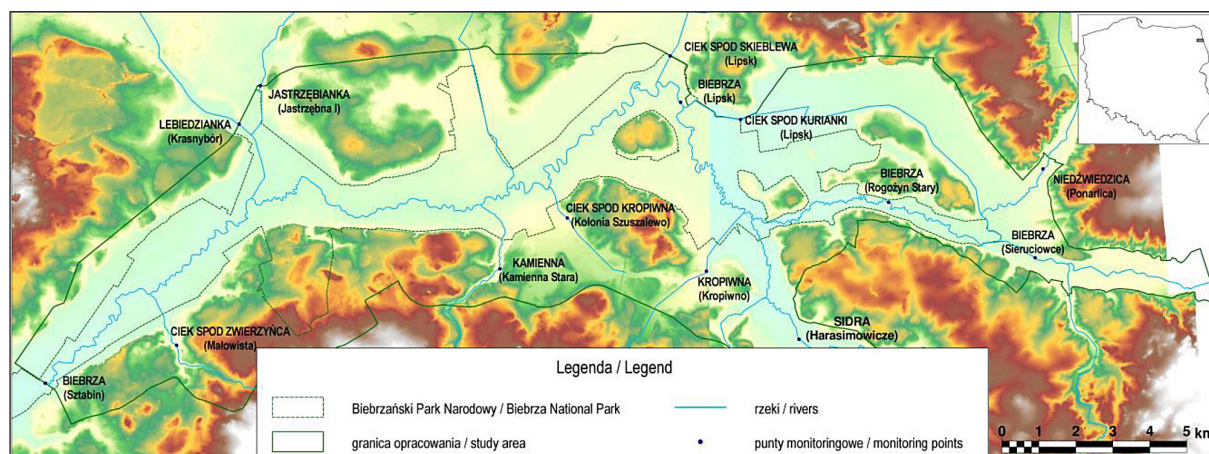 CIEK SPOD SKIEBLEWA
(Lipsk)
BIEBRZA
(Lipsk)
JASTRZĘBIANKA
(Jastrzębna I)
LEBIEDZIANKA
(Krasnybór)
CIEK SPOD KURIANKI
(Lipsk)
BIEBRZA
(Rogożyn Stary)
NIEDŹWIEDZICA
(Ponarlica)
CIEK SPOD KROPIWNA
(Kolonia Szuszalewo)
BIEBRZA
(Sieruciowce)
KAMIENNA
(Kamienna Stara)
KROPIWNA
(Kropiwno)
CIEK SPOD ZWIERZYŃCA
(Małowista)
SIDRA
(Harasimowicze)
BIEBRZA
(Sztabin)
Legenda / Legend
Biebrzański Park Narodowy / Biebrza National Park
rzeki / rivers
granica opracowania / study area
punty monitoringowe / monitoring points
0 1 2 3 4 5 km